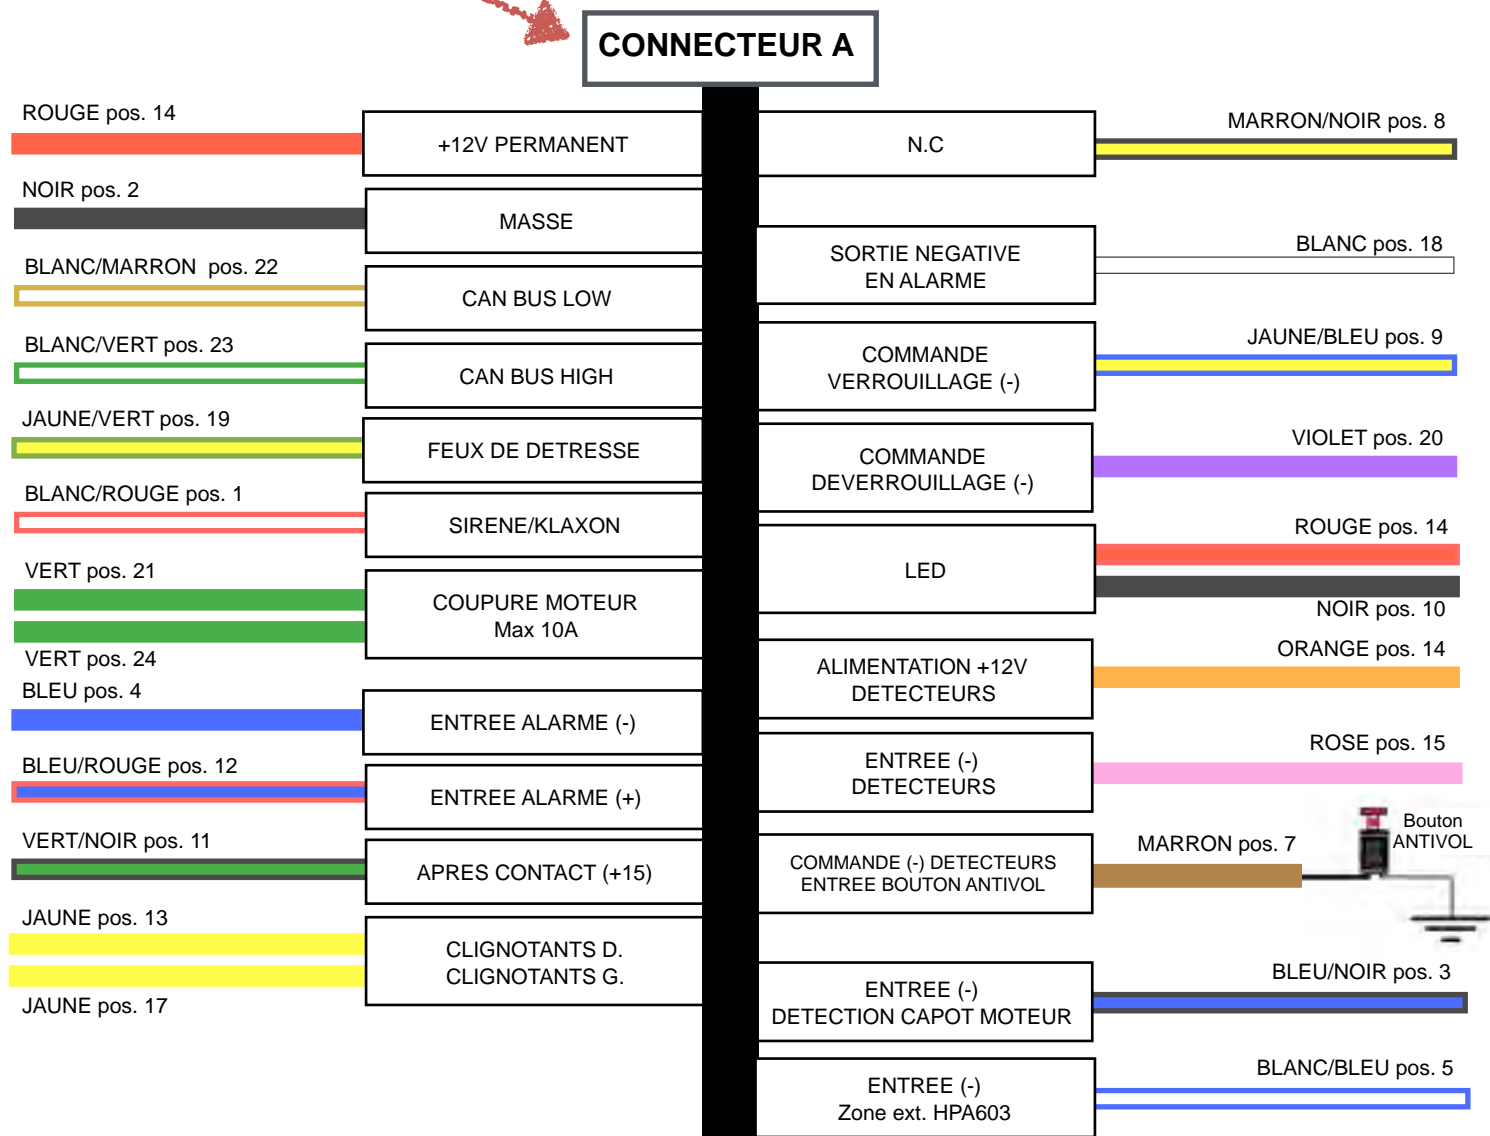 CONNECTEUR A
ROUGE pos. 14
+12V PERMANENT
NOIR pos. 2
MASSE
BLANC/MARRON  pos. 22
CAN BUS LOW
BLANC/VERT pos. 23
CAN BUS HIGH
JAUNE/VERT pos. 19
FEUX DE DETRESSE
BLANC/ROUGE pos. 1
SIRENE/KLAXON
VERT pos. 21
COUPURE MOTEUR
Max 10A
VERT pos. 24
BLEU pos. 4
ENTREE ALARME (-)
BLEU/ROUGE pos. 12
ENTREE ALARME (+)
VERT/NOIR pos. 11
APRES CONTACT (+15)
JAUNE pos. 13
CLIGNOTANTS D.
CLIGNOTANTS G.
JAUNE pos. 17
N.C
MARRON/NOIR pos. 8
SORTIE NEGATIVE
EN ALARME
BLANC pos. 18
COMMANDE
VERROUILLAGE (-)
JAUNE/BLEU pos. 9
COMMANDE
DEVERROUILLAGE (-)
VIOLET pos. 20
LED
ROUGE pos. 14
NOIR pos. 10
ALIMENTATION +12V
DETECTEURS
ORANGE pos. 14
ENTREE (-)
DETECTEURS
ROSE pos. 15
COMMANDE (-) DETECTEURS
ENTREE BOUTON ANTIVOL
MARRON pos. 7
Bouton
ANTIVOL
ENTREE (-)
DETECTION CAPOT MOTEUR
BLEU/NOIR pos. 3
ENTREE (-)
Zone ext. HPA603
BLANC/BLEU pos. 5